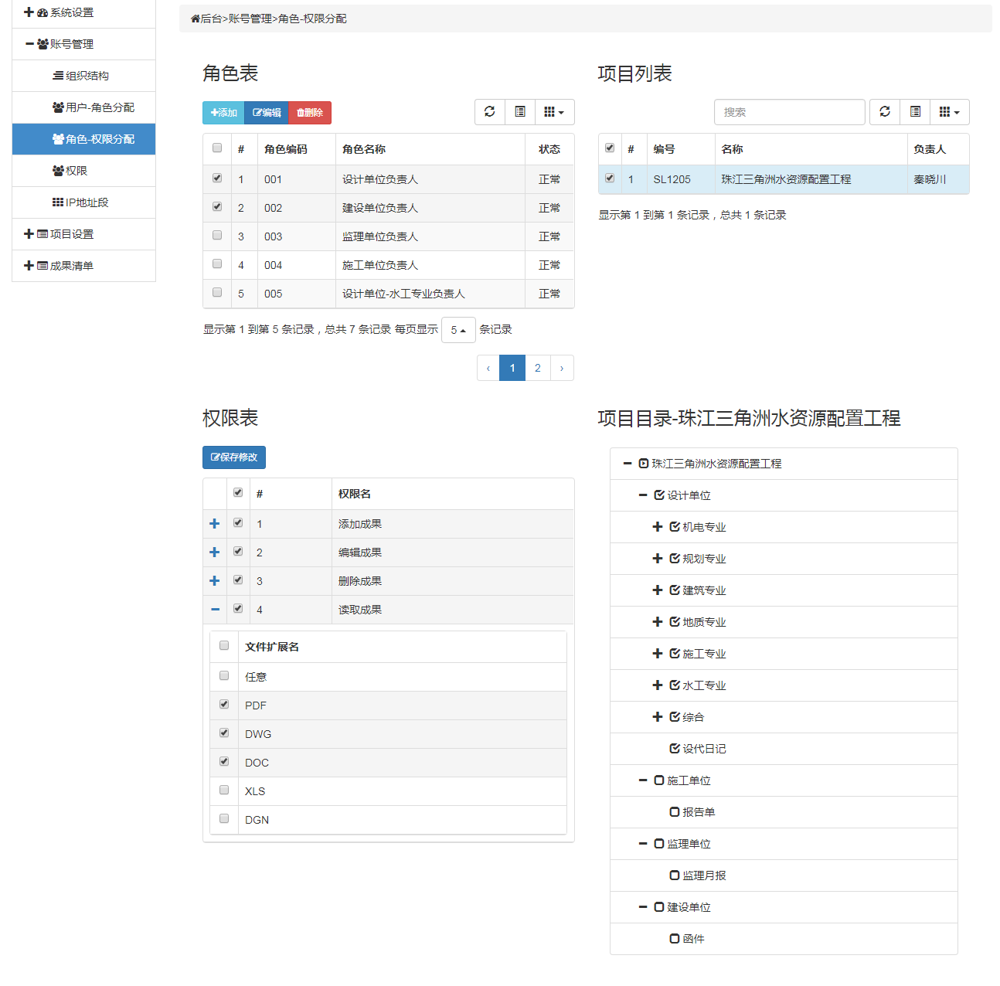 系统设置
账号管理
组织结构
用户-角色分配
角色-权限分配
权限
IP地址段
项目设置
成果清单
后台>账号管理>角色-权限分配
角色表
添加 编辑 删除
# 角色编码 角色名称 状态
1 001 设计单位负责人 正常
2 002 建设单位负责人 正常
3 003 监理单位负责人 正常
4 004 施工单位负责人 正常
5 005 设计单位-水工专业负责人 正常
显示第 1 到第 5 条记录，总共 7 条记录 每页显示 5 条记录
‹ 1 2 ›
项目列表
搜索
# 编号 名称 负责人
1 SL1205 珠江三角洲水资源配置工程 秦晓川
显示第 1 到第 1 条记录，总共 1 条记录
权限表
保存修改
# 权限名
1 添加成果
2 编辑成果
3 删除成果
4 读取成果
文件扩展名
任意
PDF
DWG
DOC
XLS
DGN
项目目录-珠江三角洲水资源配置工程
珠江三角洲水资源配置工程
设计单位
机电专业
规划专业
建筑专业
地质专业
施工专业
水工专业
综合
设代日记
施工单位
报告单
监理单位
监理月报
建设单位
函件